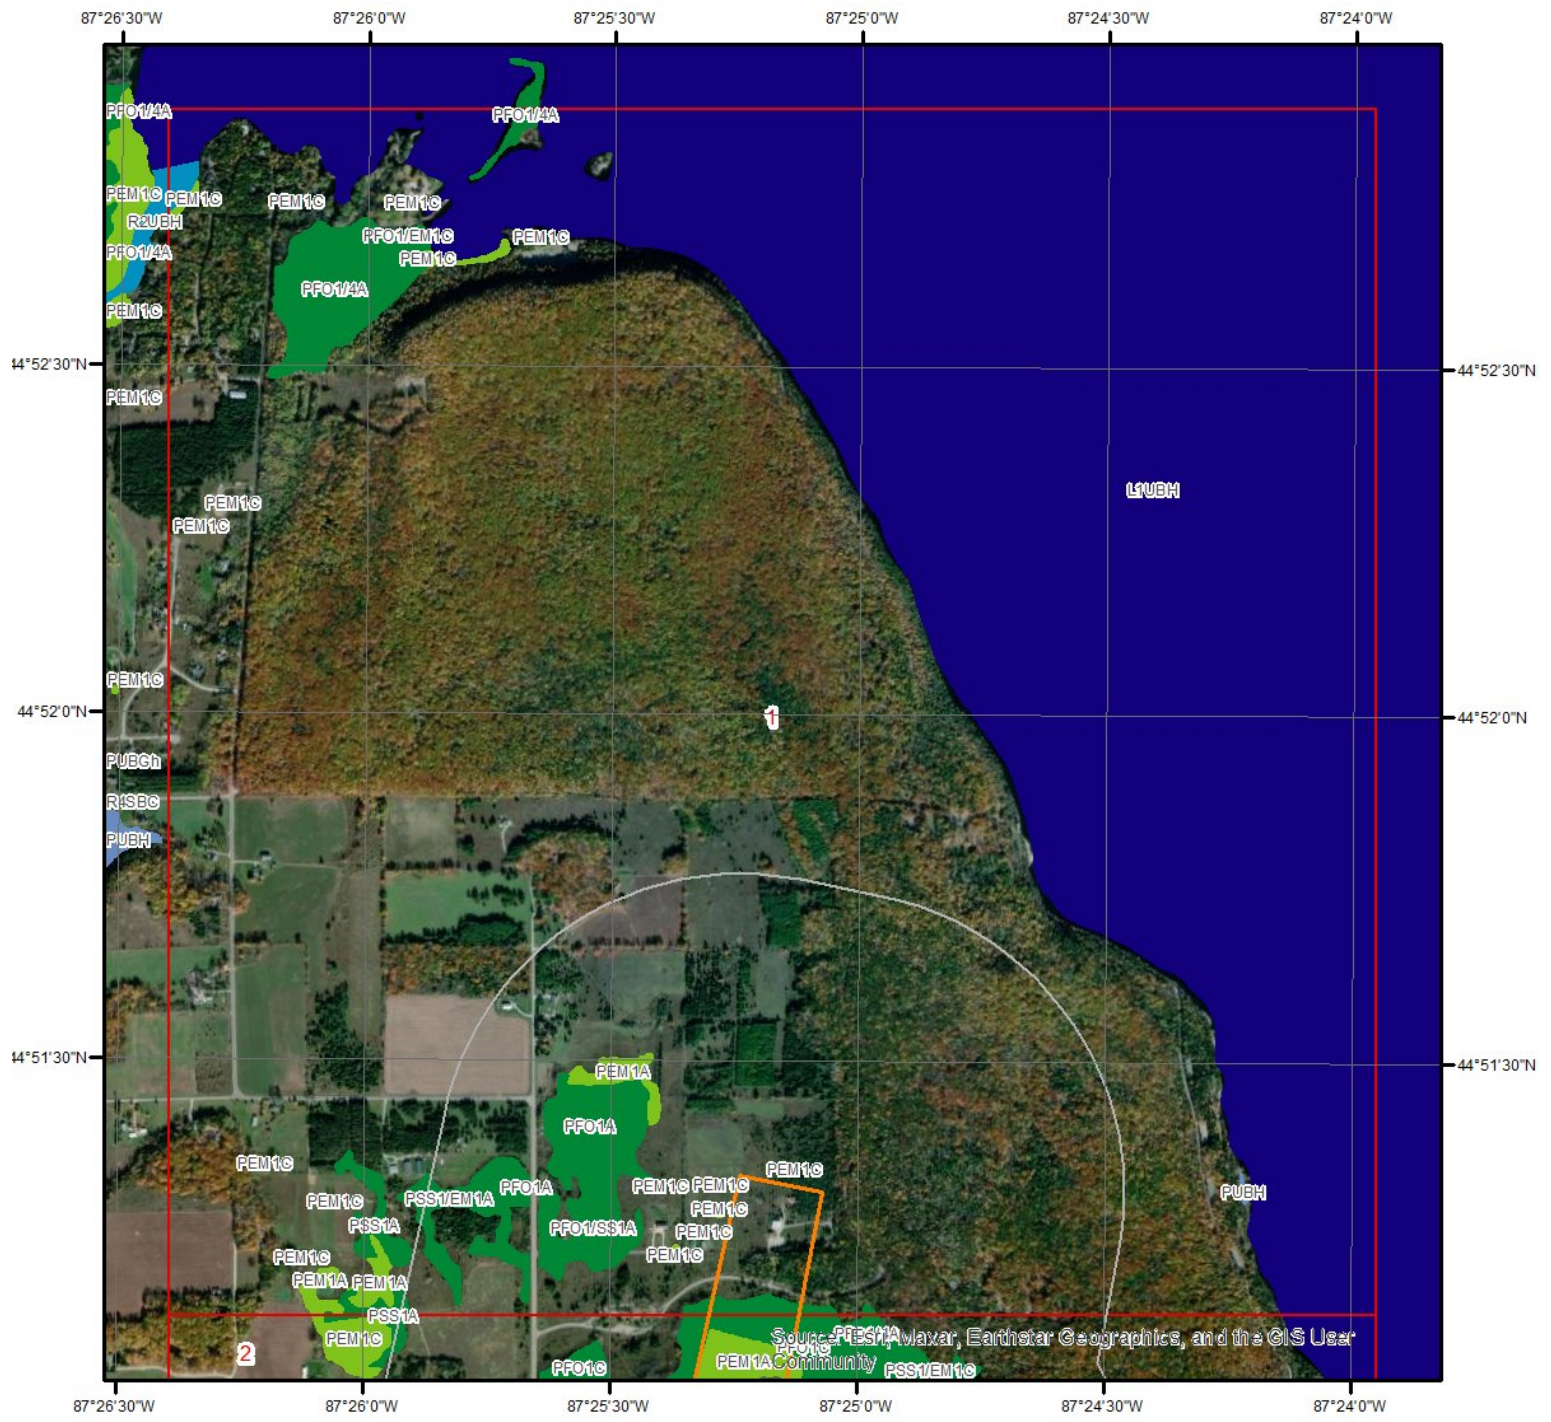 87°26'30"W 87°26'0"W 87°25'30"W 87°25'0"W 87°24'30"W 87°24'0"W
PFO1/4A PFO1/4A
PEM1C PEM1C PEM1C PEM1C
R2UBH
PFO1/EM1C PEM1C
PFO1/4A PEM1C
PFO1/4A
PEM1C
44°52'30"N 44°52'30"N
PEM1C
L1UBH
PEM1C
PEM1C
PEM1C
44°52'0"N 1 44°52'0"N
PUBGh
R4SBC
PUBH
44°51'30"N 44°51'30"N
PEM1A
PFO1A
PEM1C PEM1C
PFO1A PEM1C PEM1C
PEM1C PSS1/EM1A PUBH
PEM1C
PSS1A PFO1/SS1A PEM1C
PEM1C PEM1C
PEM1A PEM1A
PSS1A
PEM1C
Source: Esri, Maxar, Earthstar Geographics, and the GIS User
Community
2 PFO1C PEM1A PFO1C PSS1/EM1C
87°26'30"W 87°26'0"W 87°25'30"W 87°25'0"W 87°24'30"W 87°24'0"W